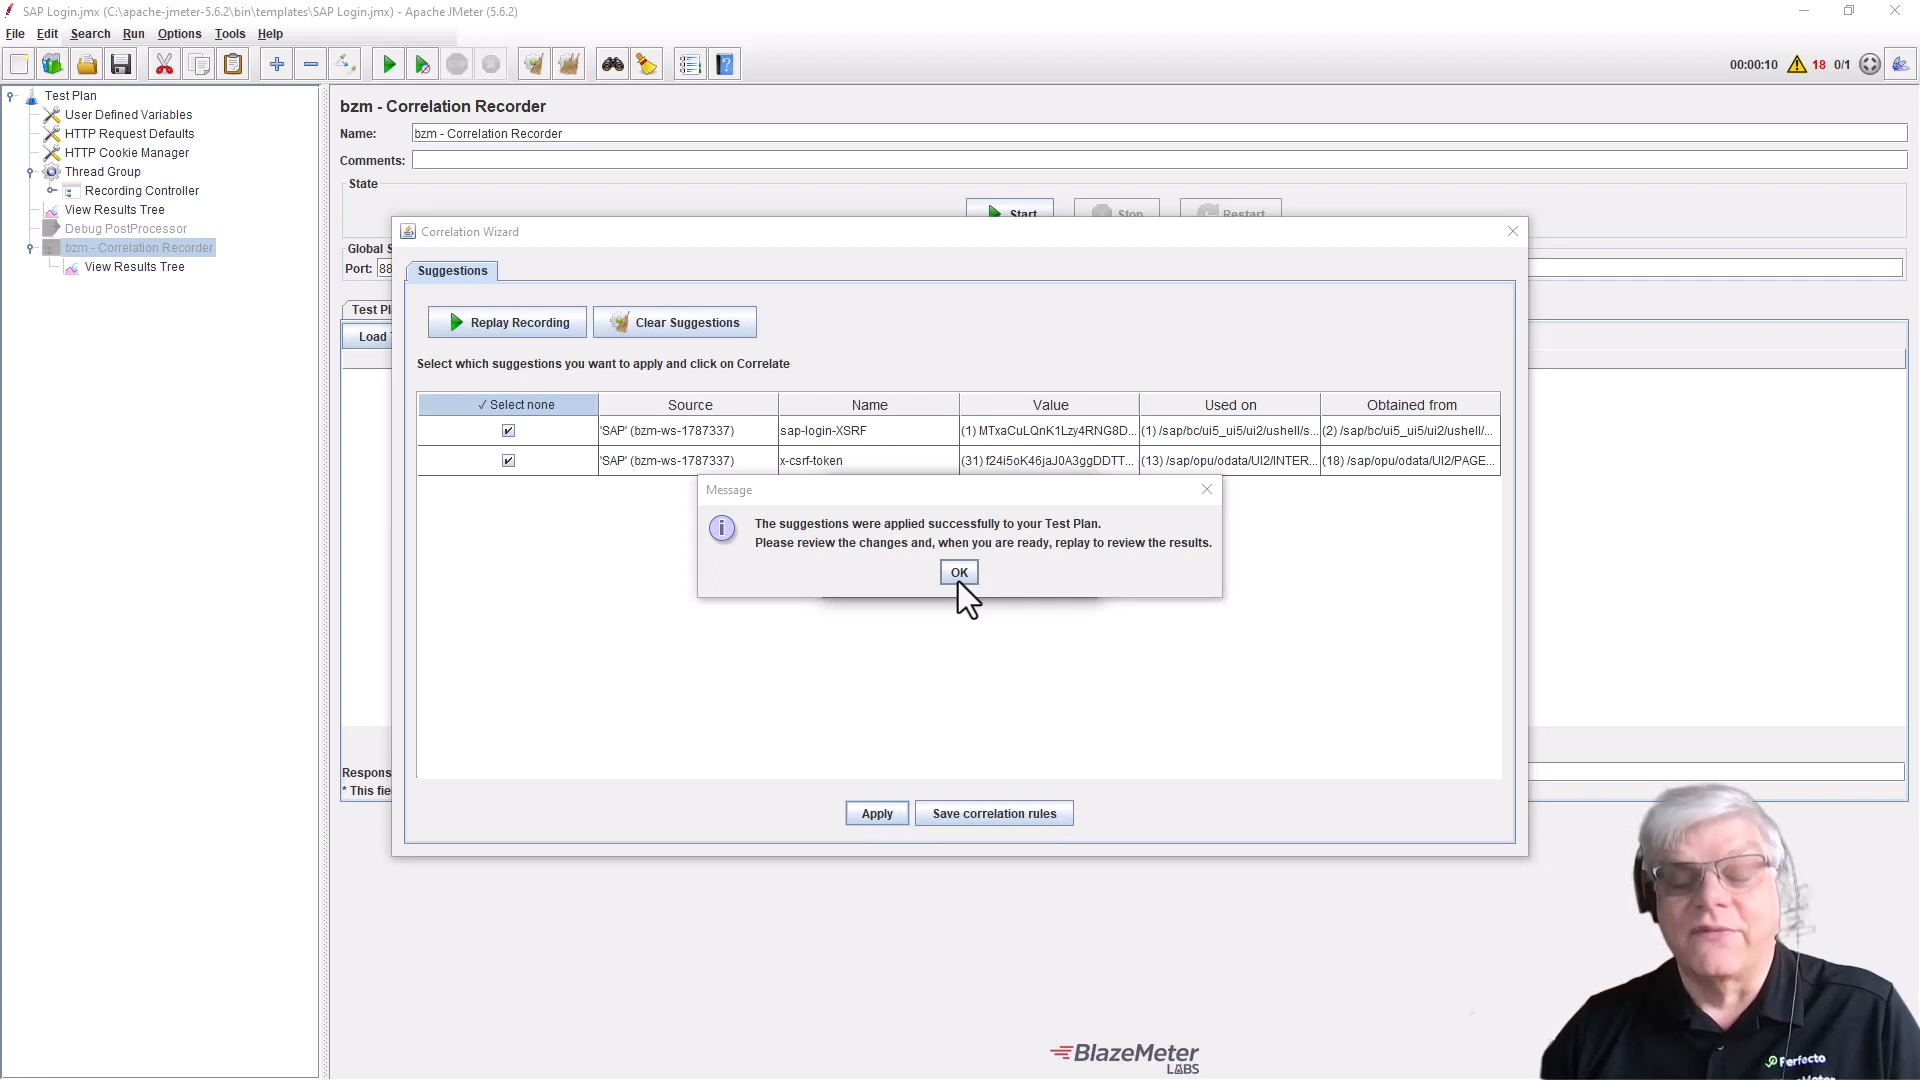 SAP Login.jmx (C:\apache-jmeter-5.6.2\bin\templates\SAP Login.jmx) - Apache JMeter (5.6.2)
File Edit Search Run Options Tools Help
00:00:10 18 0/1
Test Plan
User Defined Variables
HTTP Request Defaults
HTTP Cookie Manager
Thread Group
Recording Controller
View Results Tree
Debug PostProcessor
bzm - Correlation Recorder
View Results Tree
bzm - Correlation Recorder
Name: bzm - Correlation Recorder
Comments:
State
Start Stop Restart
Global S
Port: 88
Test Pl
Load
Respons
* This fie
Correlation Wizard
Suggestions
Replay Recording Clear Suggestions
Select which suggestions you want to apply and click on Correlate
✓ Select none Source Name Value Used on Obtained from
'SAP' (bzm-ws-1787337) sap-login-XSRF (1) MTxaCuLQnK1Lzy4RNG8D... (1) /sap/bc/ui5_ui5/ui2/ushell/s... (2) /sap/bc/ui5_ui5/ui2/ushell/...
'SAP' (bzm-ws-1787337) x-csrf-token (31) f24i5oK46jaJ0A3ggDDTT... (13) /sap/opu/odata/UI2/INTER... (18) /sap/opu/odata/UI2/PAGE...
Message
The suggestions were applied successfully to your Test Plan.
Please review the changes and, when you are ready, replay to review the results.
OK
Apply Save correlation rules
BlazeMeter
LABS
Perfecto